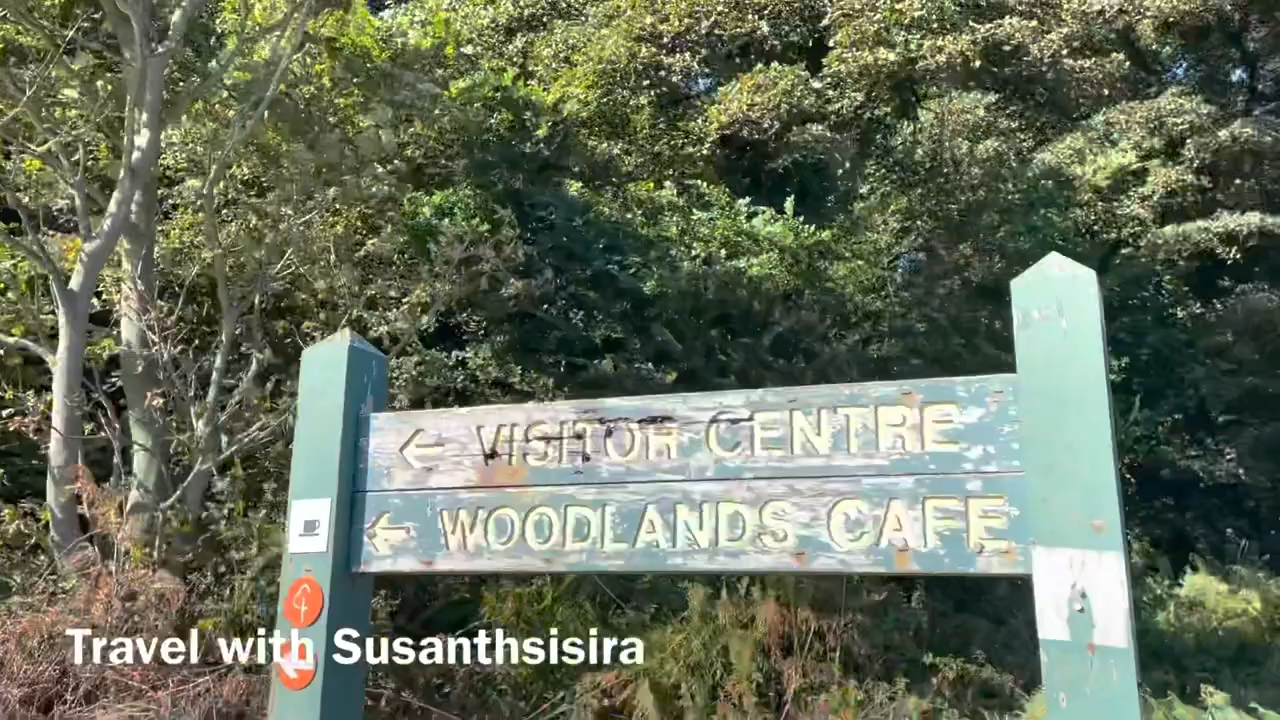 ← VISITOR CENTRE
← WOODLANDS CAFE
Travel with Susanthsisira